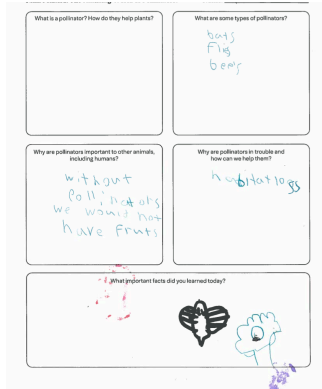 What is a pollinator? How do they help plants?
What are some types of pollinators?
bats
Flig
bees
Why are pollinators important to other animals,
including humans?
without
Pollinators
we would not
have Fruts
Why are pollinators in trouble and
how can we help them?
habitat loss
What important facts did you learned today?